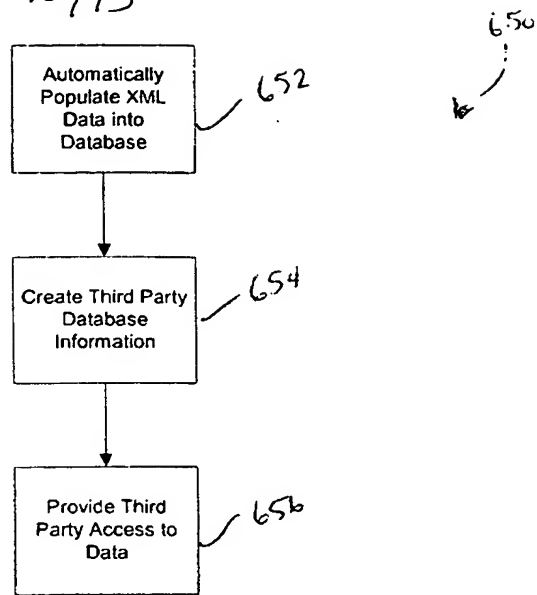 650
Automatically
Populate XML
Data into
Database
652
Create Third Party
Database
Information
654
Provide Third
Party Access to
Data
656